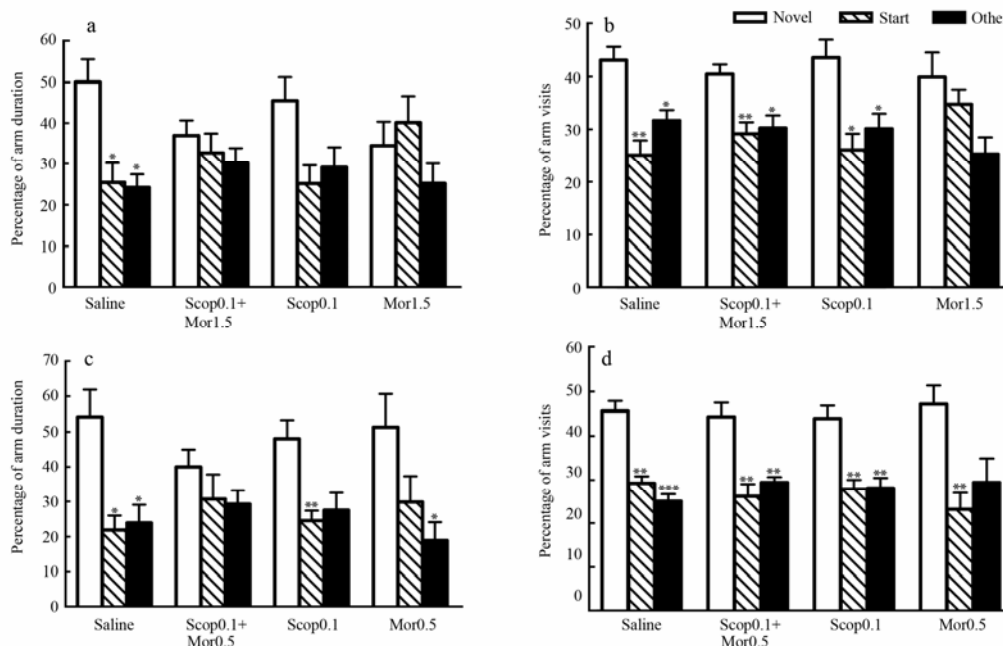 a
60
50
40
30
20
10
0
Percentage of arm duration
* *
Saline
Scop0.1+
Mor1.5
Scop0.1
Mor1.5
b
Novel Start Othe
50
40
30
20
10
0
Percentage of arm visits
** * ** * * *
Saline
Scop0.1+
Mor1.5
Scop0.1
Mor1.5
c
70
60
50
40
30
20
10
0
Percentage of arm duration
* * ** *
Saline
Scop0.1+
Mor0.5
Scop0.1
Mor0.5
d
60
50
40
30
20
10
0
Percentage of arm visits
** *** ** ** ** ** **
Saline
Scop0.1+
Mor0.5
Scop0.1
Mor0.5